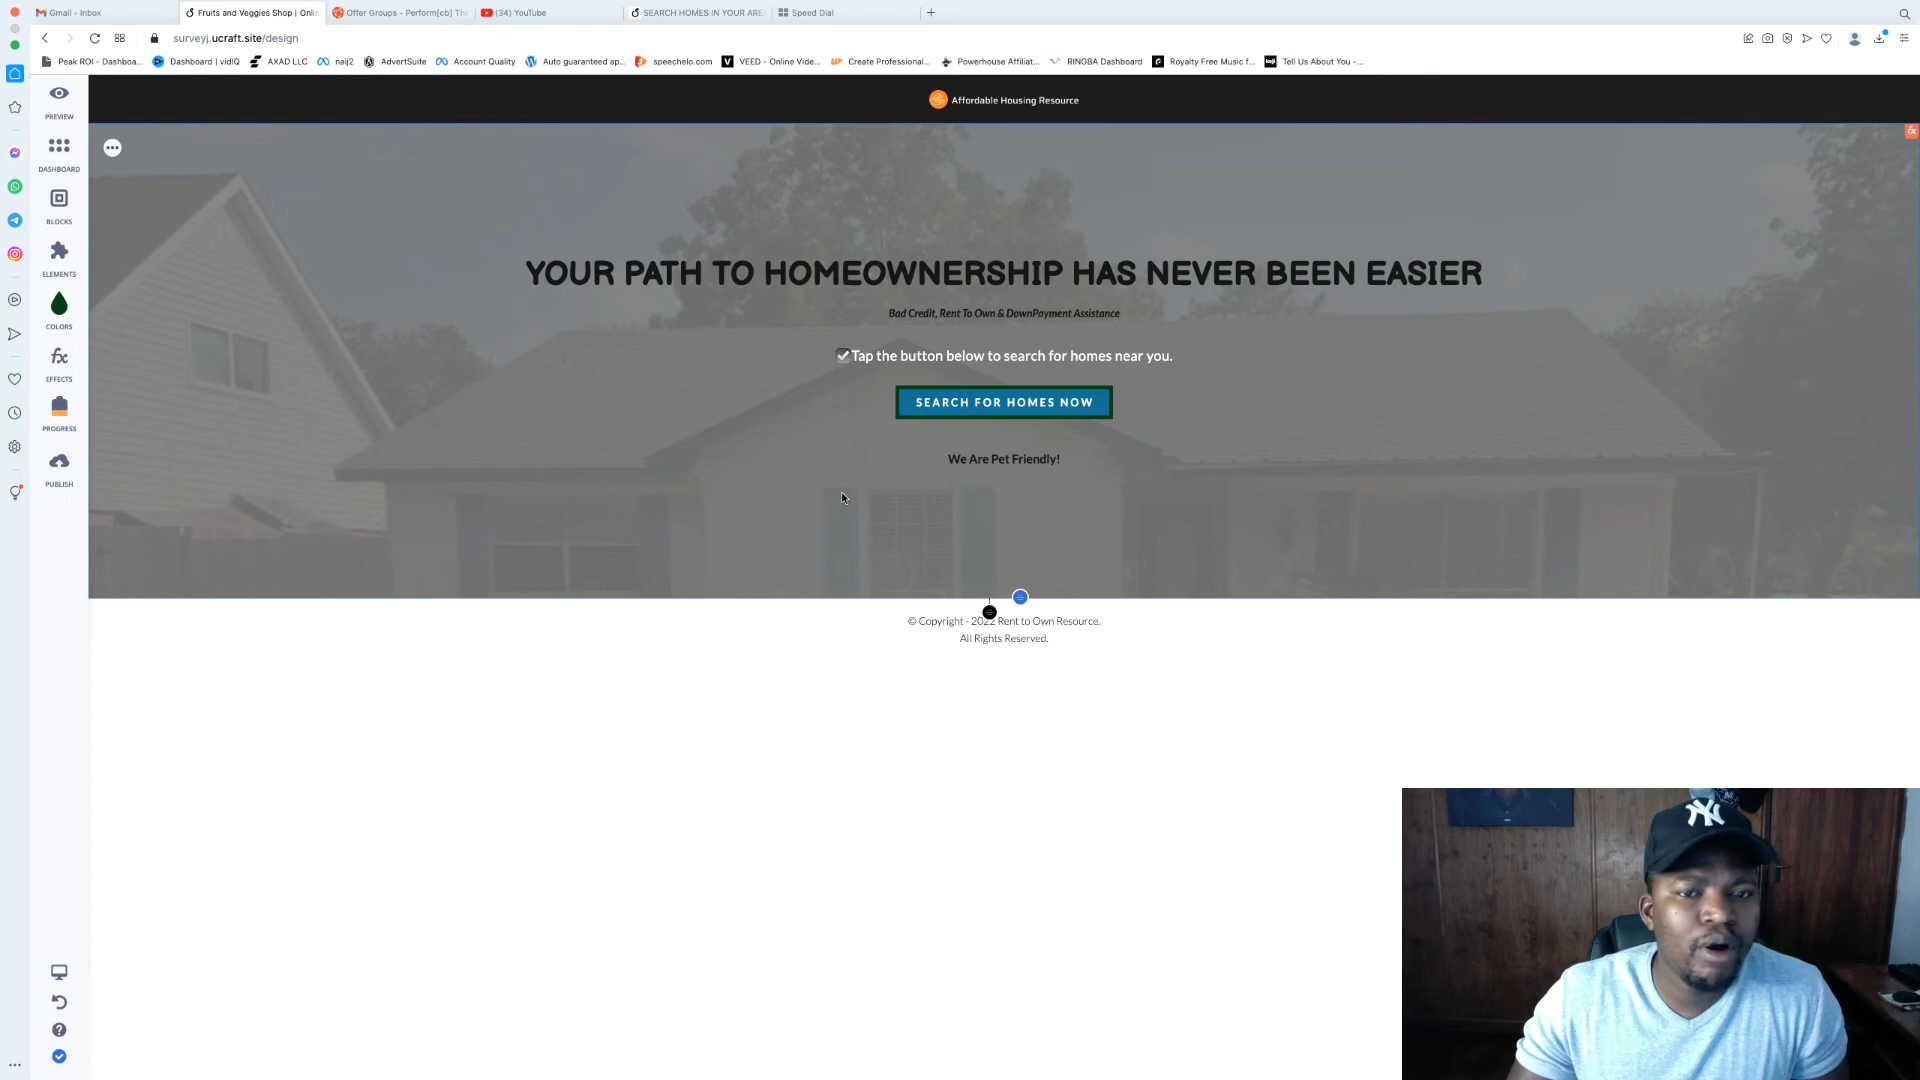 Gmail - Inbox
Fruits and Veggies Shop | Onlin
Offer Groups - Perform[cb] The
(34) YouTube
SEARCH HOMES IN YOUR ARE
Speed Dial
surveyj.ucraft.site/design
Peak ROI - Dashboa...
Dashboard | vidIQ
AXAD LLC
naij2
AdvertSuite
Account Quality
Auto guaranteed ap...
speechelo.com
VEED - Online Vide...
Create Professional...
Powerhouse Affiliat...
RINGBA Dashboard
Royalty Free Music f...
Tell Us About You -...
PREVIEW
DASHBOARD
BLOCKS
ELEMENTS
COLORS
fx
EFFECTS
PROGRESS
PUBLISH
Affordable Housing Resource
fx
YOUR PATH TO HOMEOWNERSHIP HAS NEVER BEEN EASIER
Bad Credit, Rent To Own & DownPayment Assistance
Tap the button below to search for homes near you.
SEARCH FOR HOMES NOW
We Are Pet Friendly!
© Copyright - 2022 Rent to Own Resource.
All Rights Reserved.
NY